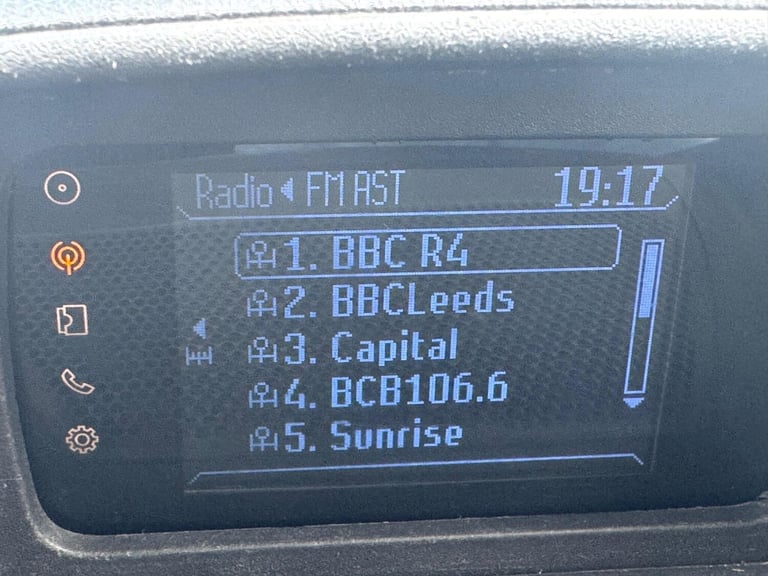 Radio FM AST 19:17
1. BBC R4
2. BBCLeeds
3. Capital
4. BCB106.6
5. Sunrise